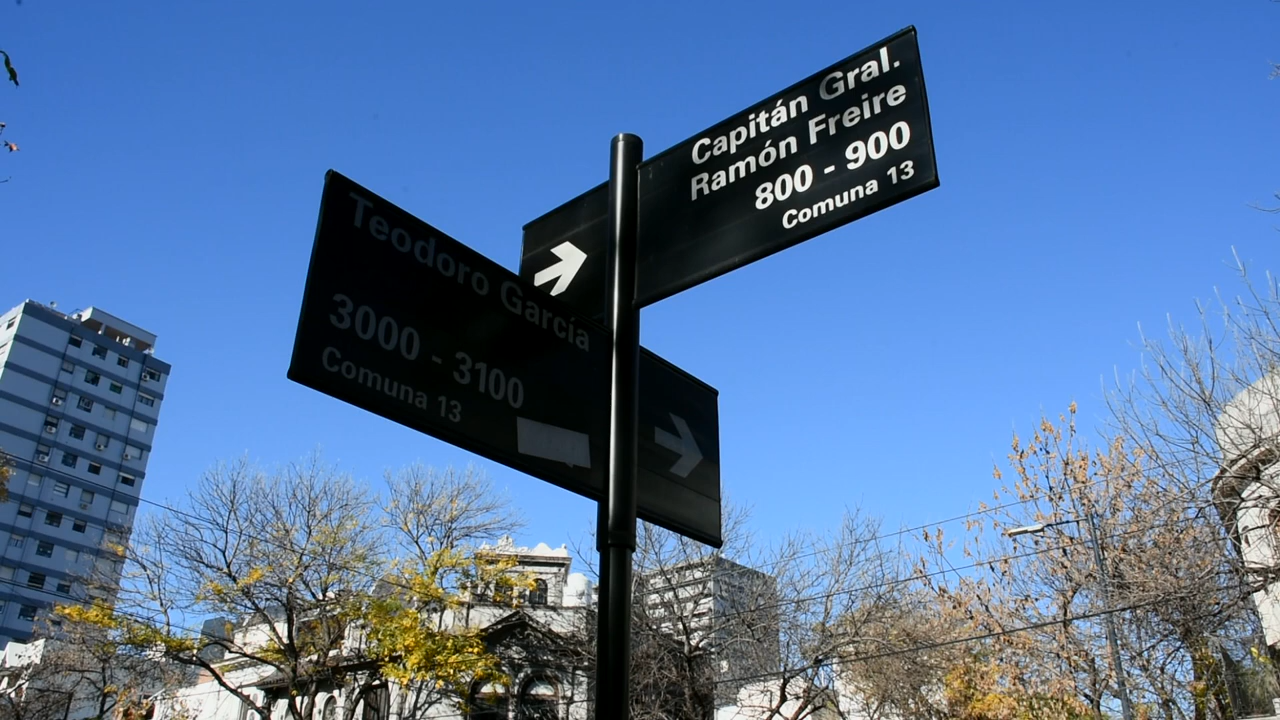 Capitán Gral.
Ramón Freire
800 - 900
Comuna 13
Teodoro García
3000 - 3100
Comuna 13